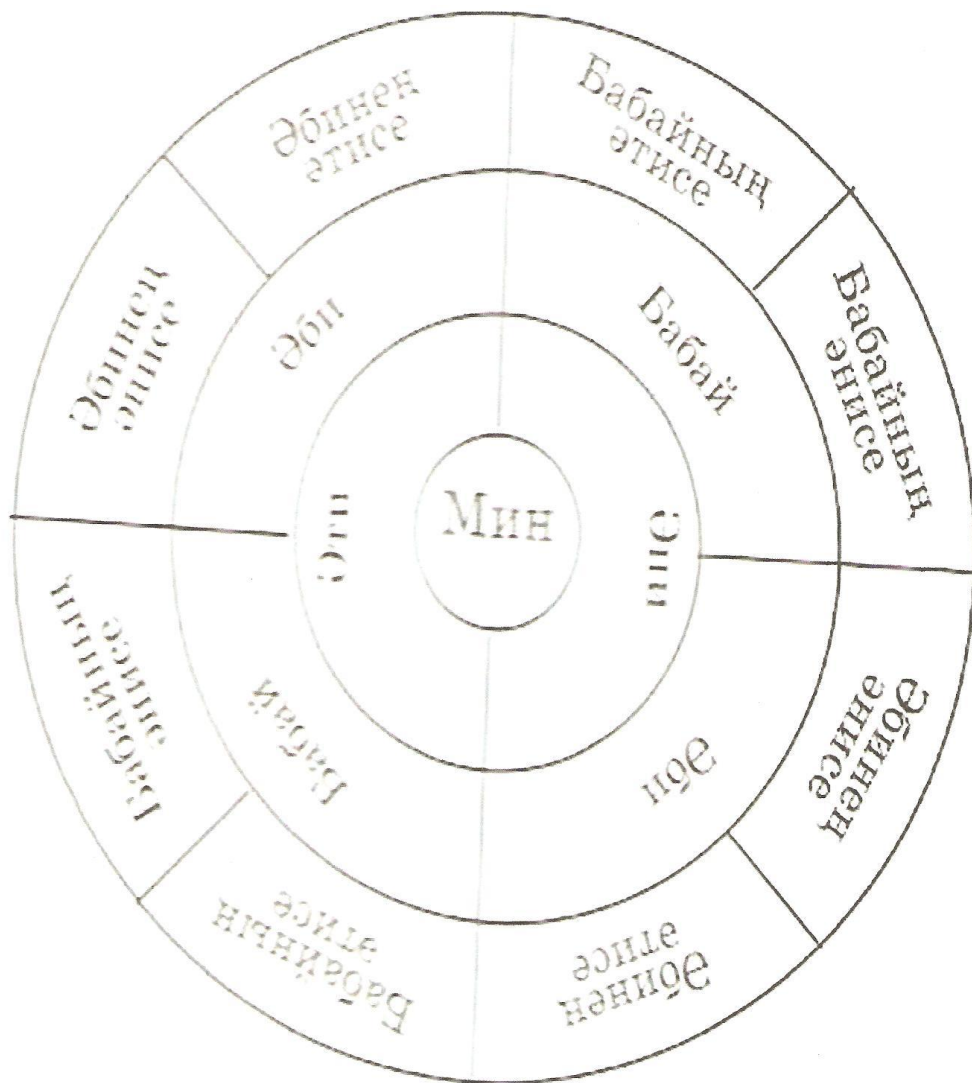 Мин
Әти
Әни
Әби
Бабай
Әби
Бабай
Әбинең
әтисе
Бабайның
әтисе
Бабайның
әнисе
Әбинең
әнисе
Әбинең
әтисе
Бабайның
әтисе
Бабайның
әнисе
Әбинең
әнисе